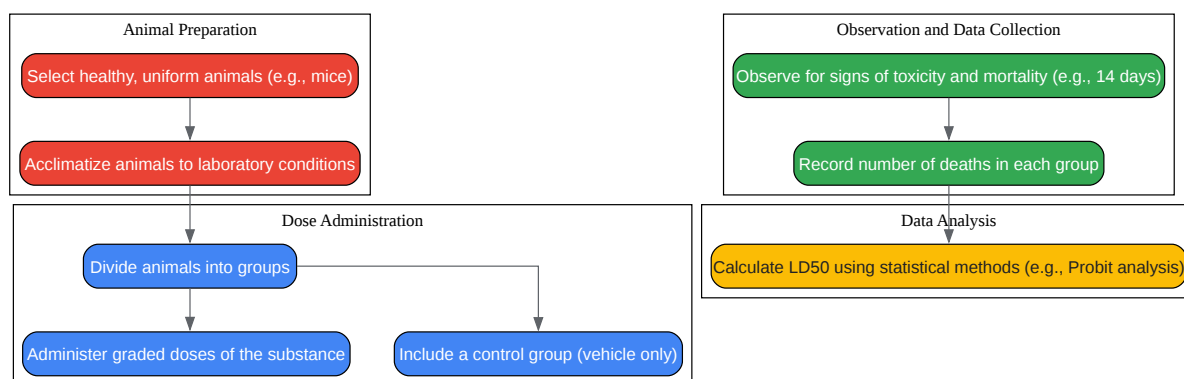 Animal Preparation
Select healthy, uniform animals (e.g., mice)
Acclimatize animals to laboratory conditions
Dose Administration
Divide animals into groups
Administer graded doses of the substance
Include a control group (vehicle only)
Observation and Data Collection
Observe for signs of toxicity and mortality (e.g., 14 days)
Record number of deaths in each group
Data Analysis
Calculate LD50 using statistical methods (e.g., Probit analysis)